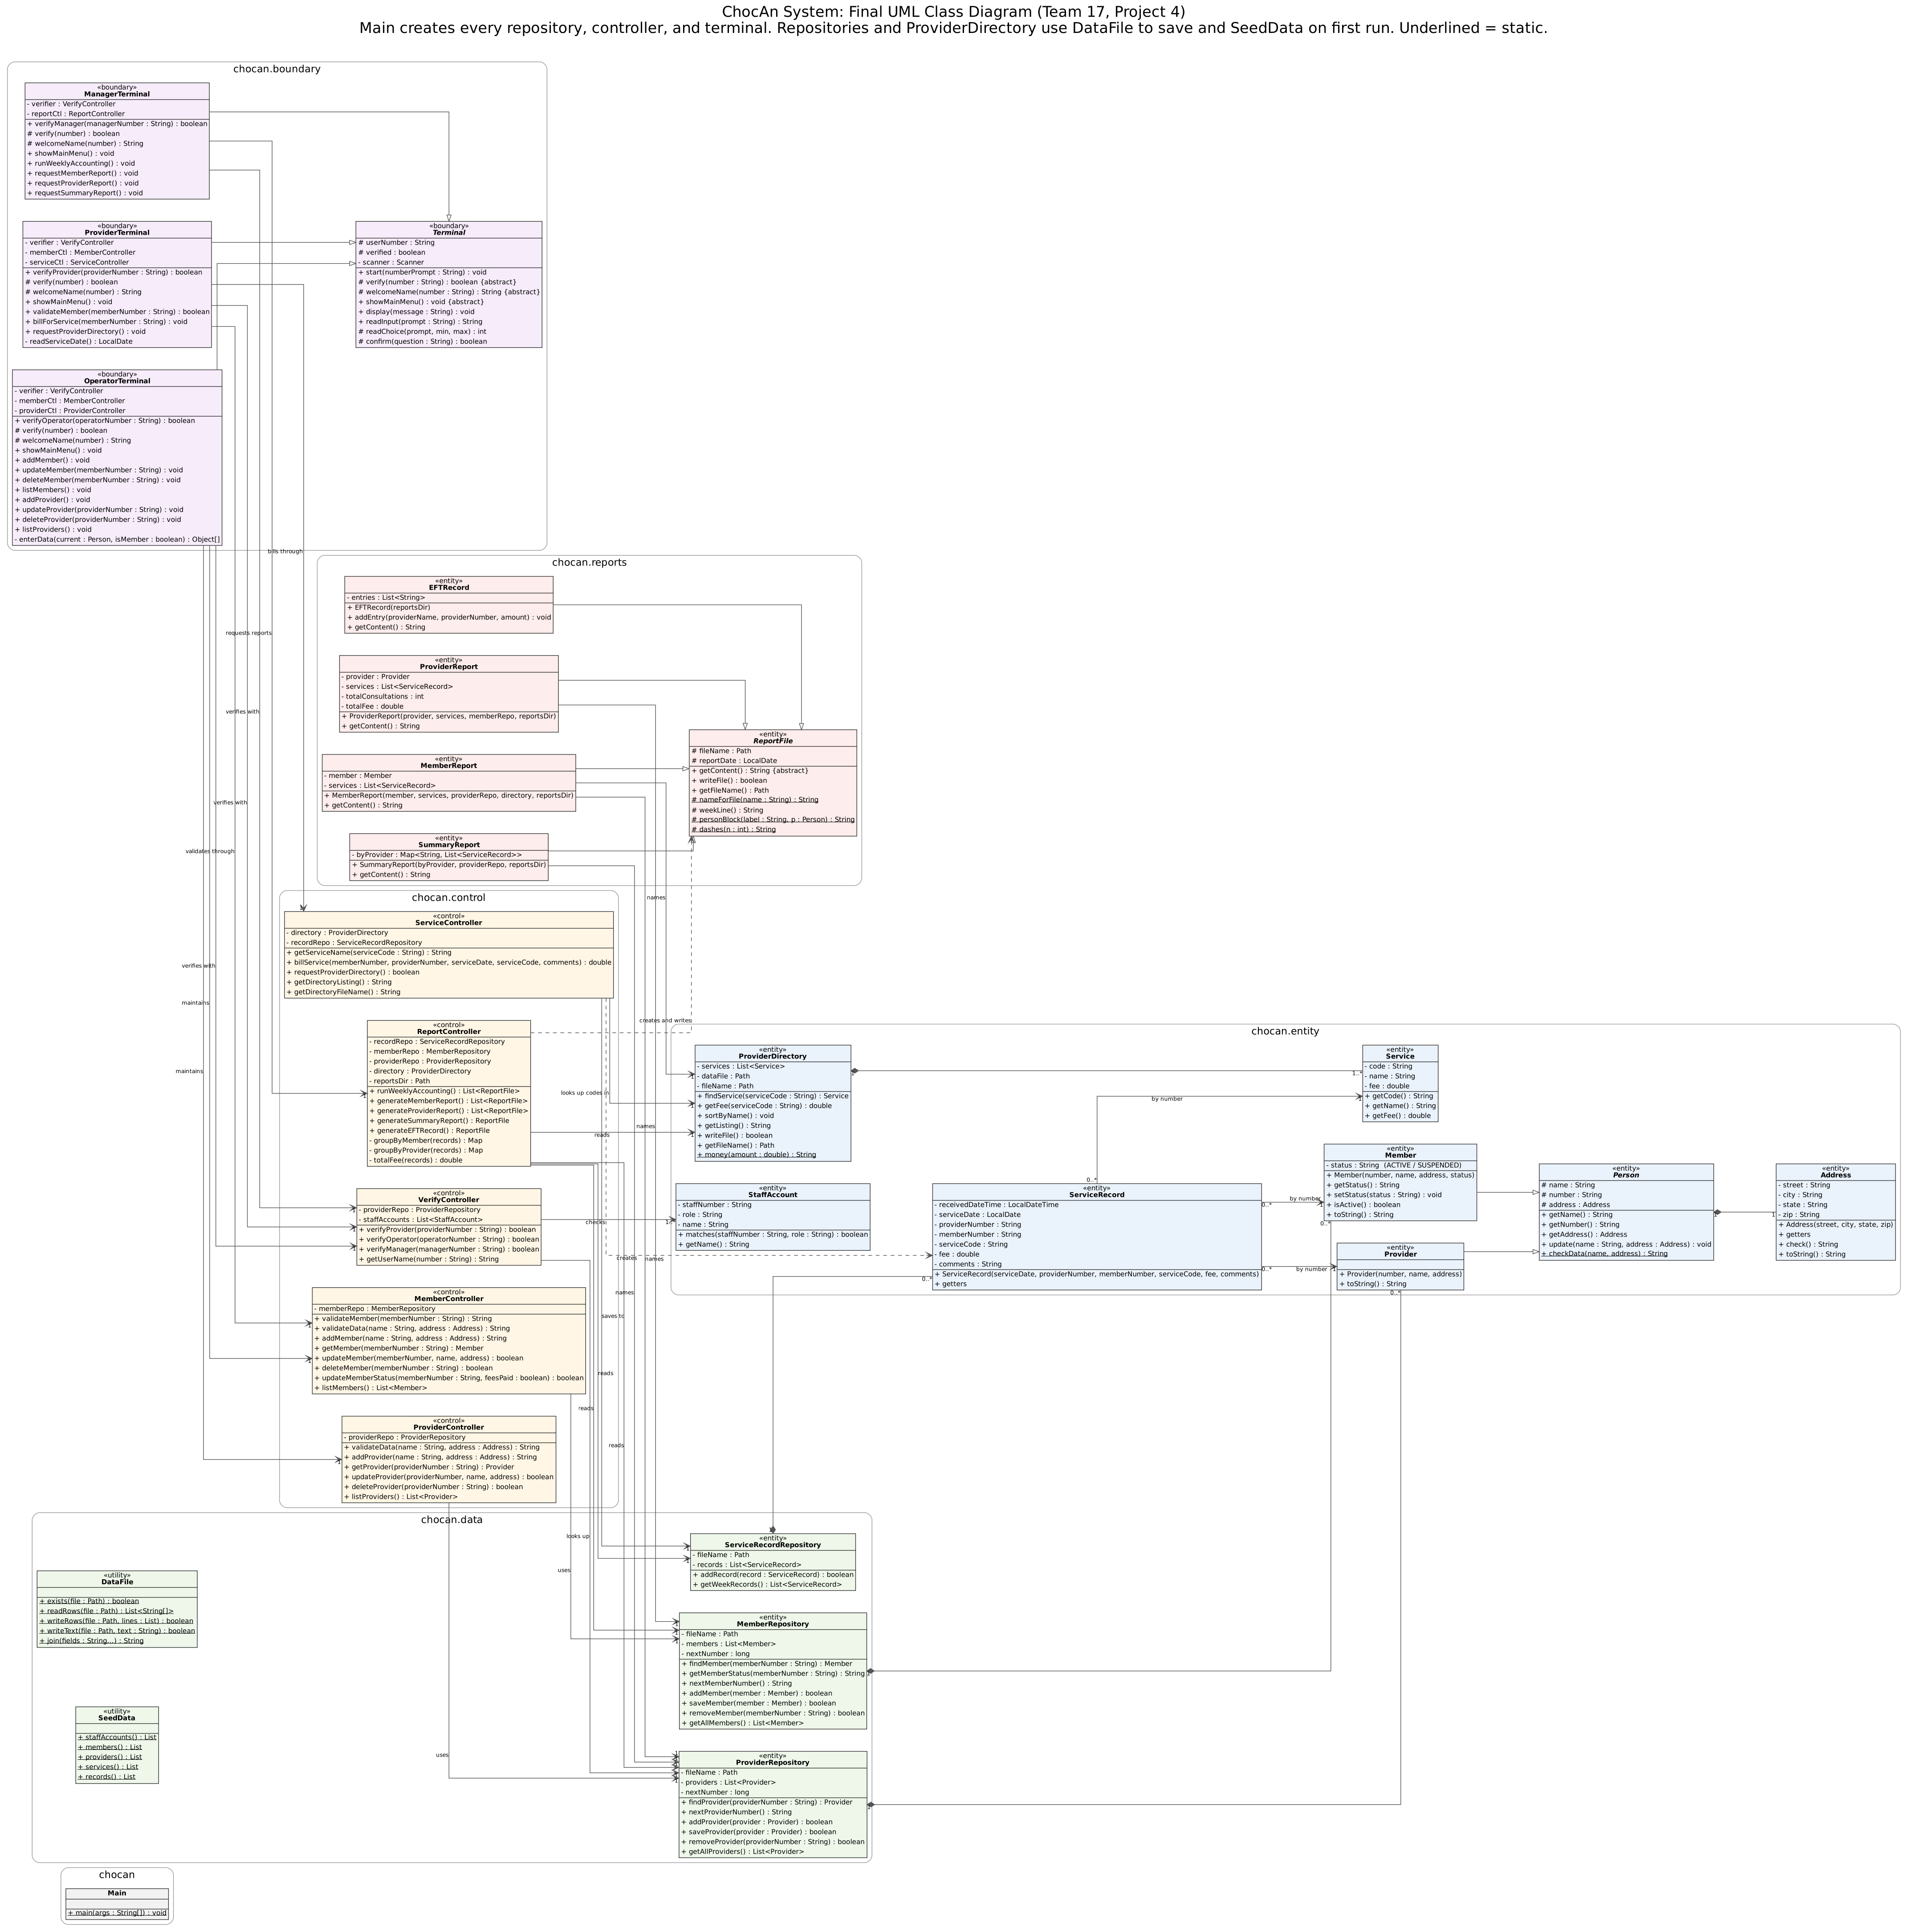 ChocAn System: Final UML Class Diagram (Team 17, Project 4)
Main creates every repository, controller, and terminal. Repositories and ProviderDirectory use DataFile to save and SeedData on first run. Underlined = static.
chocan.boundary
«boundary»
ManagerTerminal
- verifier : VerifyController
- reportCtl : ReportController
+ verifyManager(managerNumber : String) : boolean
# verify(number) : boolean
# welcomeName(number) : String
+ showMainMenu() : void
+ runWeeklyAccounting() : void
+ requestMemberReport() : void
+ requestProviderReport() : void
+ requestSummaryReport() : void
«boundary»
ProviderTerminal
- verifier : VerifyController
- memberCtl : MemberController
- serviceCtl : ServiceController
+ verifyProvider(providerNumber : String) : boolean
# verify(number) : boolean
# welcomeName(number) : String
+ showMainMenu() : void
+ validateMember(memberNumber : String) : boolean
+ billForService(memberNumber : String) : void
+ requestProviderDirectory() : void
- readServiceDate() : LocalDate
«boundary»
Terminal
# userNumber : String
# verified : boolean
- scanner : Scanner
+ start(numberPrompt : String) : void
# verify(number : String) : boolean {abstract}
# welcomeName(number : String) : String {abstract}
+ showMainMenu() : void {abstract}
+ display(message : String) : void
+ readInput(prompt : String) : String
# readChoice(prompt, min, max) : int
# confirm(question : String) : boolean
«boundary»
OperatorTerminal
- verifier : VerifyController
- memberCtl : MemberController
- providerCtl : ProviderController
+ verifyOperator(operatorNumber : String) : boolean
# verify(number) : boolean
# welcomeName(number) : String
+ showMainMenu() : void
+ addMember() : void
+ updateMember(memberNumber : String) : void
+ deleteMember(memberNumber : String) : void
+ listMembers() : void
+ addProvider() : void
+ updateProvider(providerNumber : String) : void
+ deleteProvider(providerNumber : String) : void
+ listProviders() : void
- enterData(current : Person, isMember : boolean) : Object[]
bills through
requests reports
verifies with
verifies with
validates through
verifies with
maintains
maintains
chocan.reports
«entity»
EFTRecord
- entries : List<String>
+ EFTRecord(reportsDir)
+ addEntry(providerName, providerNumber, amount) : void
+ getContent() : String
«entity»
ProviderReport
- provider : Provider
- services : List<ServiceRecord>
- totalConsultations : int
- totalFee : double
+ ProviderReport(provider, services, memberRepo, reportsDir)
+ getContent() : String
«entity»
MemberReport
- member : Member
- services : List<ServiceRecord>
+ MemberReport(member, services, providerRepo, directory, reportsDir)
+ getContent() : String
«entity»
SummaryReport
- byProvider : Map<String, List<ServiceRecord>>
+ SummaryReport(byProvider, providerRepo, reportsDir)
+ getContent() : String
«entity»
ReportFile
# fileName : Path
# reportDate : LocalDate
+ getContent() : String {abstract}
+ writeFile() : boolean
+ getFileName() : Path
# nameForFile(name : String) : String
# weekLine() : String
# personBlock(label : String, p : Person) : String
# dashes(n : int) : String
names
creates and writes
chocan.control
«control»
ServiceController
- directory : ProviderDirectory
- recordRepo : ServiceRecordRepository
+ getServiceName(serviceCode : String) : String
+ billService(memberNumber, providerNumber, serviceDate, serviceCode, comments) : double
+ requestProviderDirectory() : boolean
+ getDirectoryListing() : String
+ getDirectoryFileName() : String
«control»
ReportController
- recordRepo : ServiceRecordRepository
- memberRepo : MemberRepository
- providerRepo : ProviderRepository
- directory : ProviderDirectory
- reportsDir : Path
+ runWeeklyAccounting() : List<ReportFile>
+ generateMemberReport() : List<ReportFile>
+ generateProviderReport() : List<ReportFile>
+ generateSummaryReport() : ReportFile
+ generateEFTRecord() : ReportFile
- groupByMember(records) : Map
- groupByProvider(records) : Map
- totalFee(records) : double
«control»
VerifyController
- providerRepo : ProviderRepository
- staffAccounts : List<StaffAccount>
+ verifyProvider(providerNumber : String) : boolean
+ verifyOperator(operatorNumber : String) : boolean
+ verifyManager(managerNumber : String) : boolean
+ getUserName(number : String) : String
«control»
MemberController
- memberRepo : MemberRepository
+ validateMember(memberNumber : String) : String
+ validateData(name : String, address : Address) : String
+ addMember(name : String, address : Address) : String
+ getMember(memberNumber : String) : Member
+ updateMember(memberNumber, name, address) : boolean
+ deleteMember(memberNumber : String) : boolean
+ updateMemberStatus(memberNumber : String, feesPaid : boolean) : boolean
+ listMembers() : List<Member>
«control»
ProviderController
- providerRepo : ProviderRepository
+ validateData(name : String, address : Address) : String
+ addProvider(name : String, address : Address) : String
+ getProvider(providerNumber : String) : Provider
+ updateProvider(providerNumber, name, address) : boolean
+ deleteProvider(providerNumber : String) : boolean
+ listProviders() : List<Provider>
looks up codes in
names
reads
checks
creates
names
names
saves to
reads
reads
reads
looks up
uses
uses
chocan.entity
«entity»
ProviderDirectory
- services : List<Service>
- dataFile : Path
- fileName : Path
+ findService(serviceCode : String) : Service
+ getFee(serviceCode : String) : double
+ sortByName() : void
+ getListing() : String
+ writeFile() : boolean
+ getFileName() : Path
+ money(amount : double) : String
«entity»
StaffAccount
- staffNumber : String
- role : String
- name : String
+ matches(staffNumber : String, role : String) : boolean
+ getName() : String
«entity»
ServiceRecord
- receivedDateTime : LocalDateTime
- serviceDate : LocalDate
- providerNumber : String
- memberNumber : String
- serviceCode : String
- fee : double
- comments : String
+ ServiceRecord(serviceDate, providerNumber, memberNumber, serviceCode, fee, comments)
+ getters
«entity»
Service
- code : String
- name : String
- fee : double
+ getCode() : String
+ getName() : String
+ getFee() : double
1..*
by number
0..*
«entity»
Member
- status : String  (ACTIVE / SUSPENDED)
+ Member(number, name, address, status)
+ getStatus() : String
+ setStatus(status : String) : void
+ isActive() : boolean
+ toString() : String
by number
0..*
0..*
«entity»
Provider
+ Provider(number, name, address)
+ toString() : String
by number
0..*
0..*
0..*
«entity»
Person
# name : String
# number : String
# address : Address
+ getName() : String
+ getNumber() : String
+ getAddress() : Address
+ update(name : String, address : Address) : void
+ checkData(name, address) : String
«entity»
Address
- street : String
- city : String
- state : String
- zip : String
+ Address(street, city, state, zip)
+ getters
+ check() : String
+ toString() : String
chocan.data
«utility»
DataFile
+ exists(file : Path) : boolean
+ readRows(file : Path) : List<String[]>
+ writeRows(file : Path, lines : List) : boolean
+ writeText(file : Path, text : String) : boolean
+ join(fields : String...) : String
«utility»
SeedData
+ staffAccounts() : List
+ members() : List
+ providers() : List
+ services() : List
+ records() : List
«entity»
ServiceRecordRepository
- fileName : Path
- records : List<ServiceRecord>
+ addRecord(record : ServiceRecord) : boolean
+ getWeekRecords() : List<ServiceRecord>
«entity»
MemberRepository
- fileName : Path
- members : List<Member>
- nextNumber : long
+ findMember(memberNumber : String) : Member
+ getMemberStatus(memberNumber : String) : String
+ nextMemberNumber() : String
+ addMember(member : Member) : boolean
+ saveMember(member : Member) : boolean
+ removeMember(memberNumber : String) : boolean
+ getAllMembers() : List<Member>
«entity»
ProviderRepository
- fileName : Path
- providers : List<Provider>
- nextNumber : long
+ findProvider(providerNumber : String) : Provider
+ nextProviderNumber() : String
+ addProvider(provider : Provider) : boolean
+ saveProvider(provider : Provider) : boolean
+ removeProvider(providerNumber : String) : boolean
+ getAllProviders() : List<Provider>
chocan
Main
+ main(args : String[]) : void